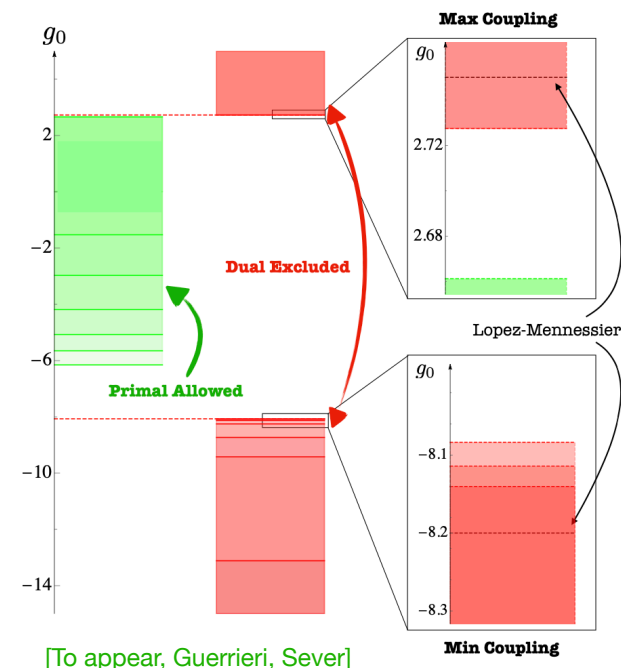 Max Coupling
g0
g0
2
2.72
−2
2.68
Dual Excluded
Lopez-Mennessier
−6
g0
Primal Allowed
−8.1
−10
−8.2
−14
−8.3
Min Coupling
[To appear, Guerrieri, Sever]